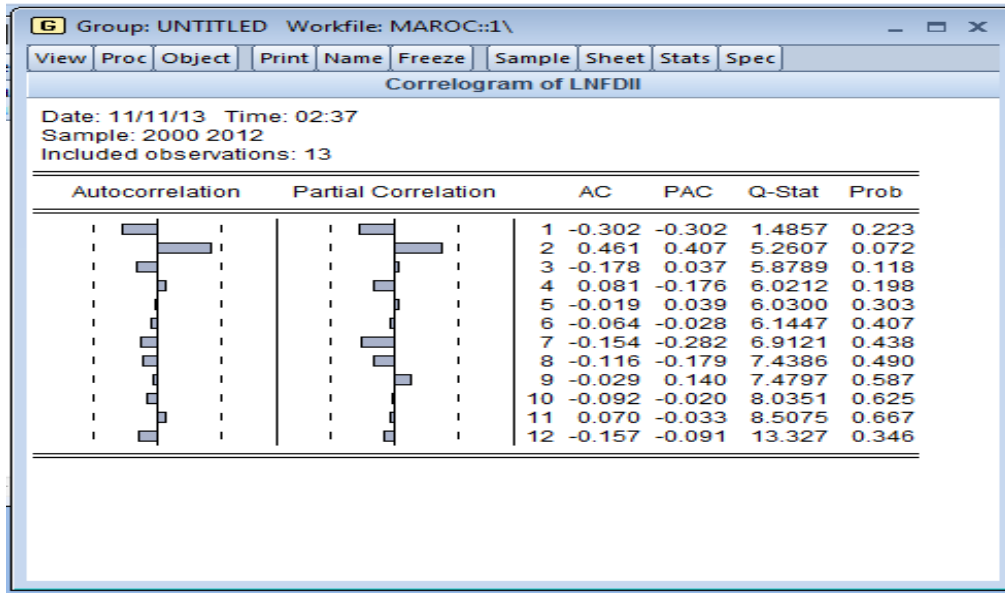 G Group: UNTITLED Workfile: MAROC::1\
View Proc Object Print Name Freeze Sample Sheet Stats Spec
Correlogram of LNFDII
Date: 11/11/13 Time: 02:37
Sample: 2000 2012
Included observations: 13
Autocorrelation Partial Correlation AC PAC Q-Stat Prob
1 -0.302 -0.302 1.4857 0.223
2 0.461 0.407 5.2607 0.072
3 -0.178 0.037 5.8789 0.118
4 0.081 -0.176 6.0212 0.198
5 -0.019 0.039 6.0300 0.303
6 -0.064 -0.028 6.1447 0.407
7 -0.154 -0.282 6.9121 0.438
8 -0.116 -0.179 7.4386 0.490
9 -0.029 0.140 7.4797 0.587
10 -0.092 -0.020 8.0351 0.625
11 0.070 -0.033 8.5075 0.667
12 -0.157 -0.091 13.327 0.346